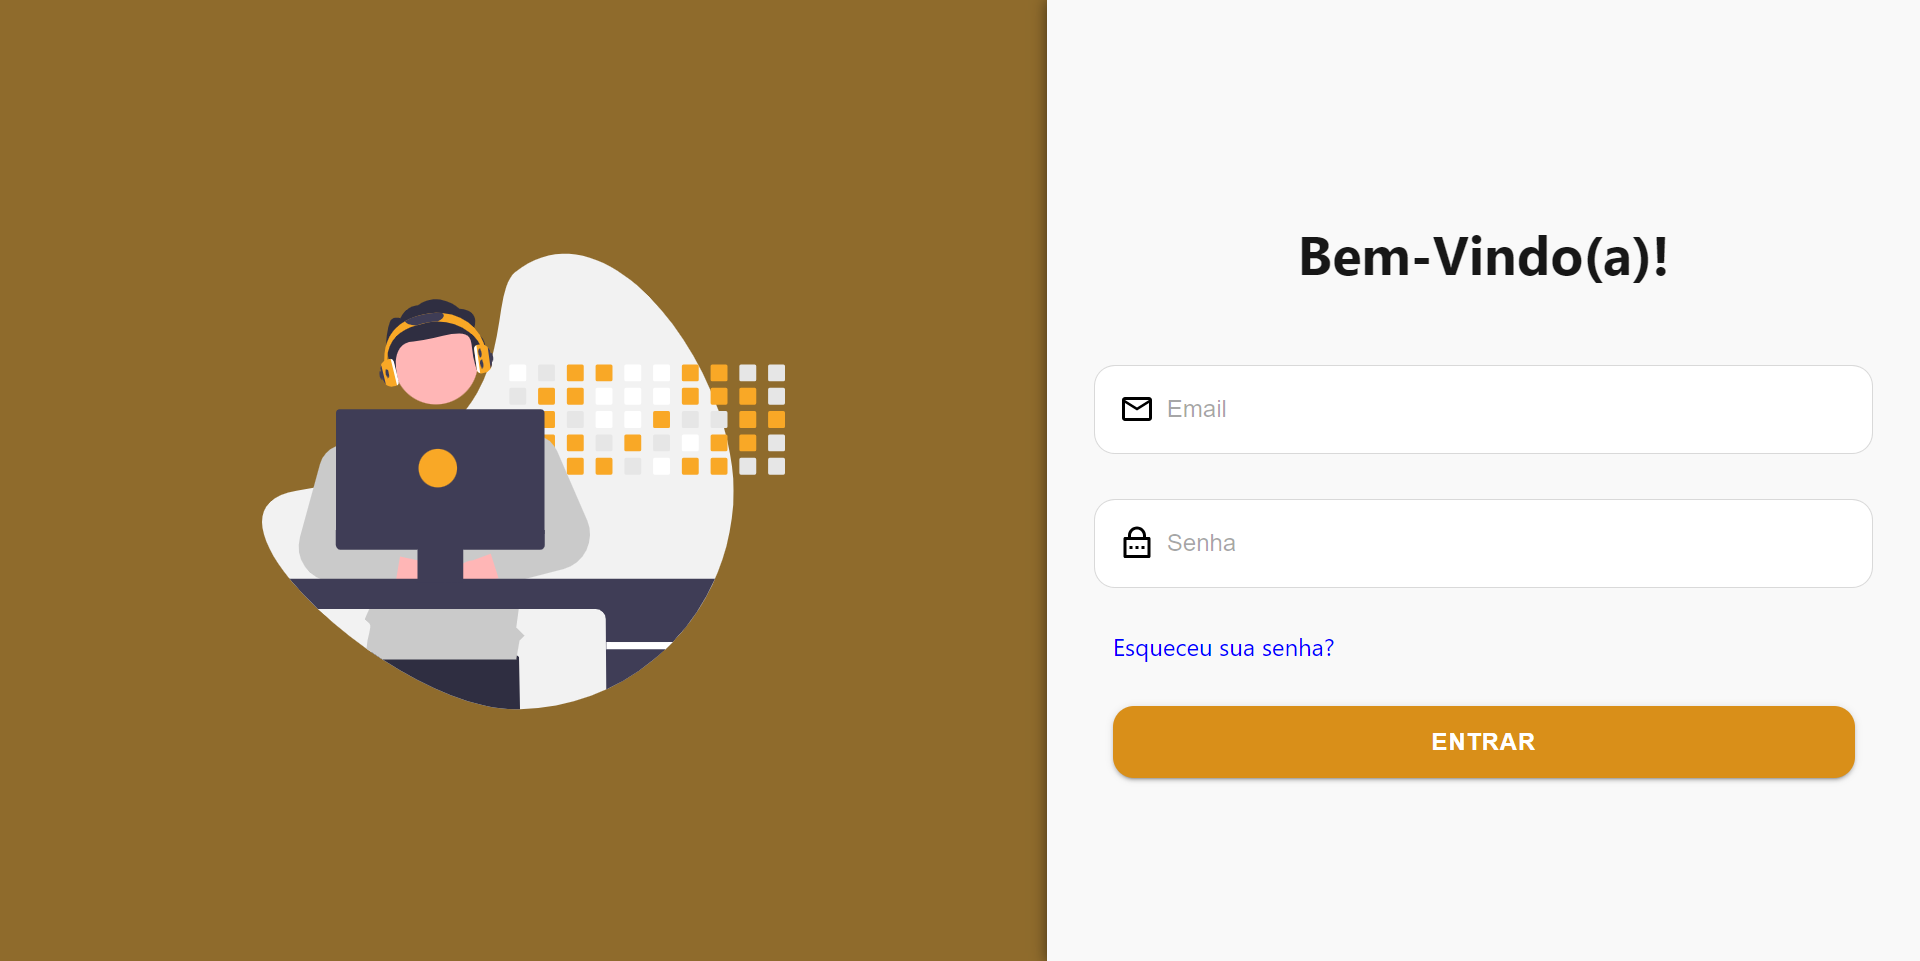 Bem-Vindo(a)!
Email
Senha
Esqueceu sua senha?
ENTRAR